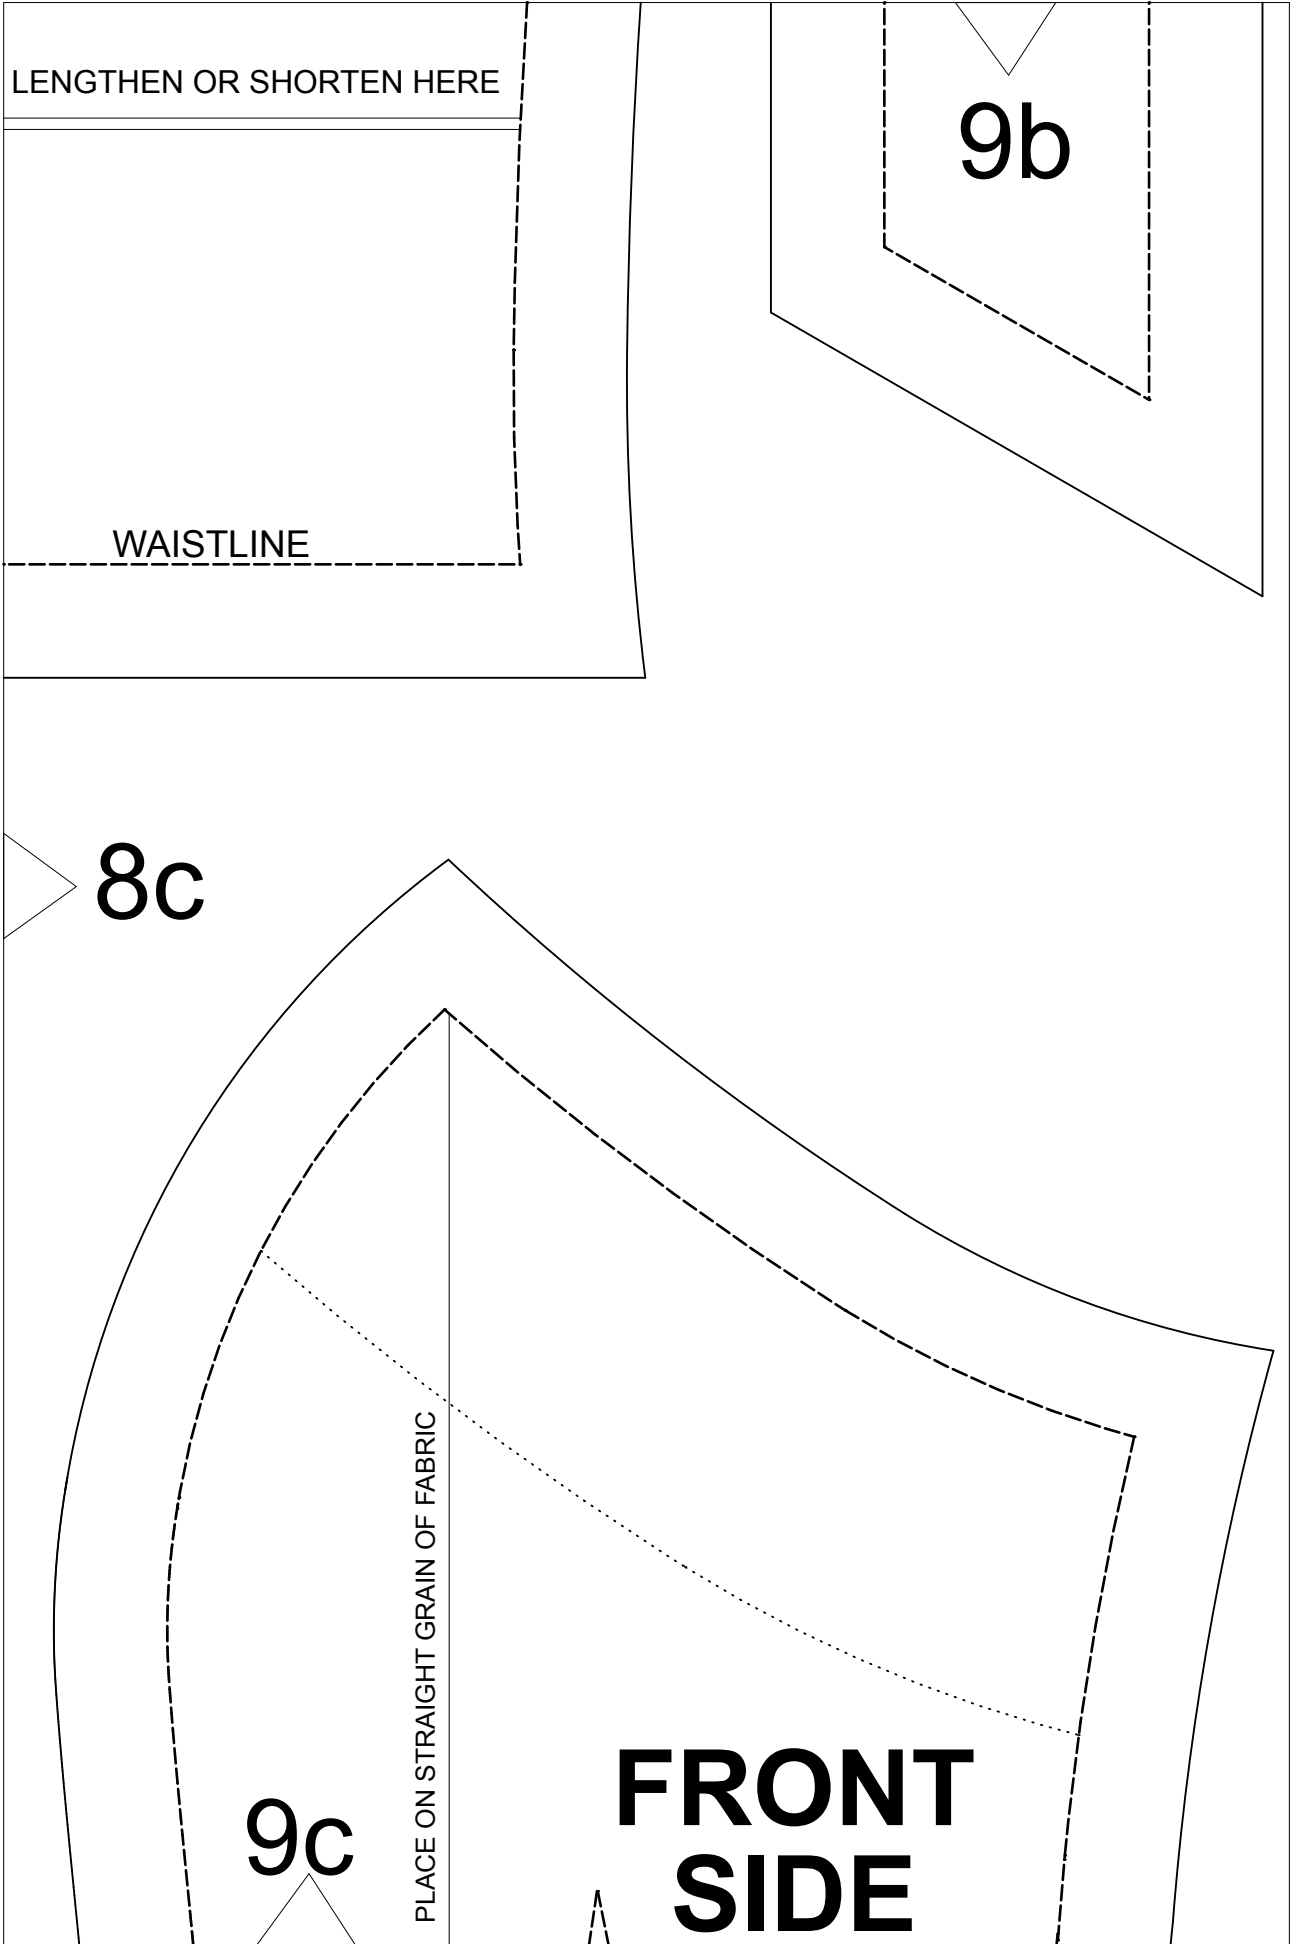 LENGTHEN OR SHORTEN HERE
9b
WAISTLINE
8c
PLACE ON STRAIGHT GRAIN OF FABRIC
FRONT
SIDE
9c